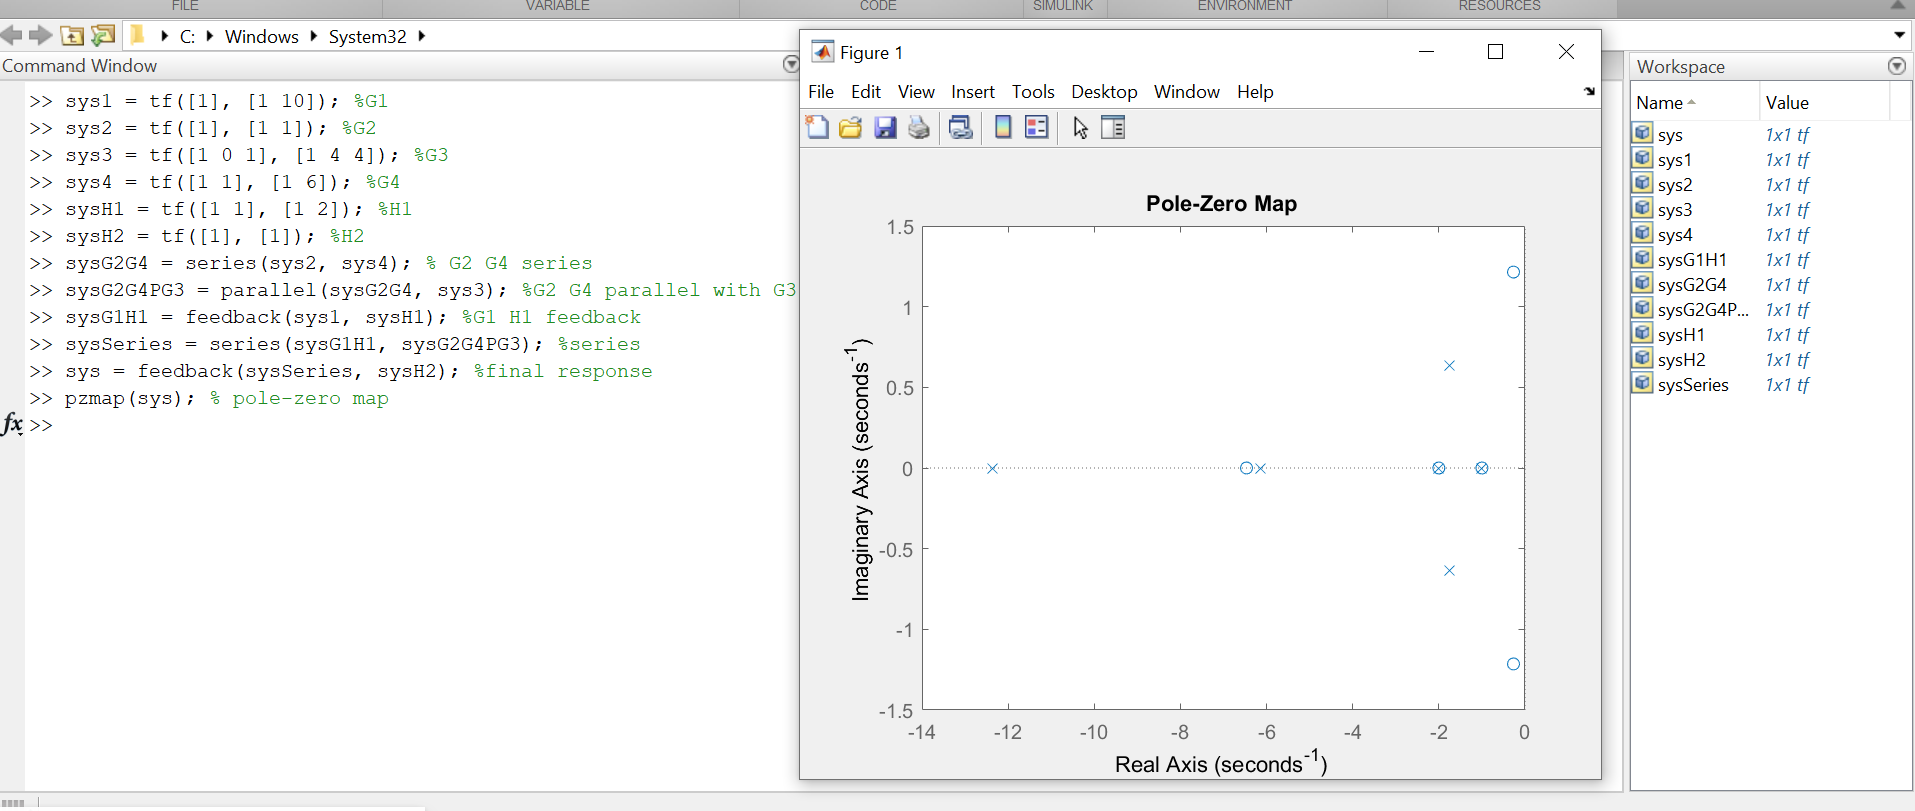 FILE VARIABLE CODE SIMULINK ENVIRONMENT RESOURCES
C: Windows System32
Command Window
>> sys1 = tf([1], [1 10]); %G1
>> sys2 = tf([1], [1 1]); %G2
>> sys3 = tf([1 0 1], [1 4 4]); %G3
>> sys4 = tf([1 1], [1 6]); %G4
>> sysH1 = tf([1 1], [1 2]); %H1
>> sysH2 = tf([1], [1]); %H2
>> sysG2G4 = series(sys2, sys4); % G2 G4 series
>> sysG2G4PG3 = parallel(sysG2G4, sys3); %G2 G4 parallel with G3
>> sysG1H1 = feedback(sys1, sysH1); %G1 H1 feedback
>> sysSeries = series(sysG1H1, sysG2G4PG3); %series
>> sys = feedback(sysSeries, sysH2); %final response
>> pzmap(sys); % pole-zero map
fx >>
Figure 1
File Edit View Insert Tools Desktop Window Help
Pole-Zero Map
1.5
1
0.5
0
-0.5
-1
-1.5
Imaginary Axis (seconds-1)
-14 -12 -10 -8 -6 -4 -2 0
Real Axis (seconds-1)
Workspace
Name Value
sys 1x1 tf
sys1 1x1 tf
sys2 1x1 tf
sys3 1x1 tf
sys4 1x1 tf
sysG1H1 1x1 tf
sysG2G4 1x1 tf
sysG2G4P... 1x1 tf
sysH1 1x1 tf
sysH2 1x1 tf
sysSeries 1x1 tf